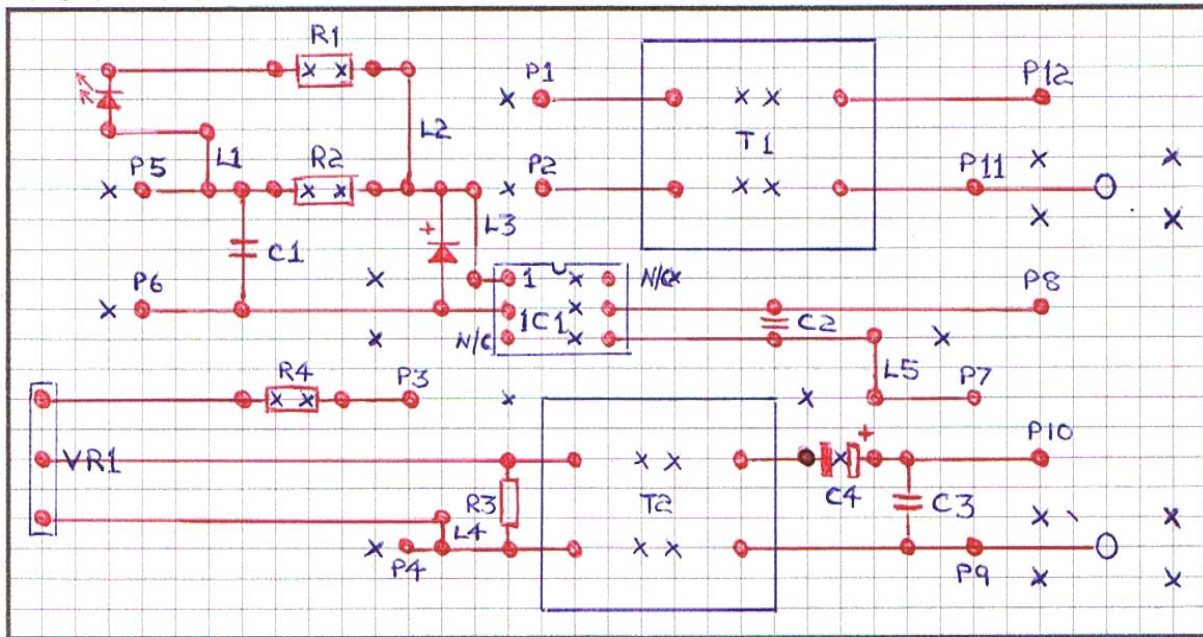 R1
P1
P12
L2
T1
P5
L1
R2
P2
P11
+
L3
C1
P6
1
N/C
P8
IC1
C2
N/C
R4
P3
L5
P7
VR1
+
P10
R3
T2
C4
C3
L4
P4
P9